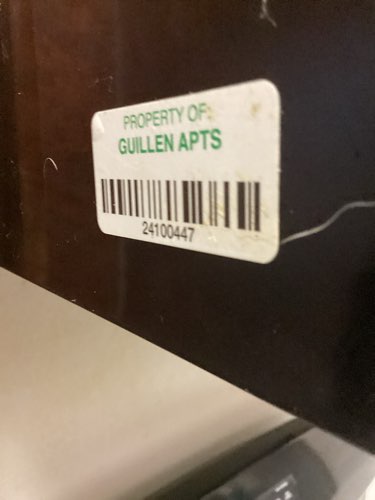 PROPERTY OF:
GUILLEN APTS
24100447